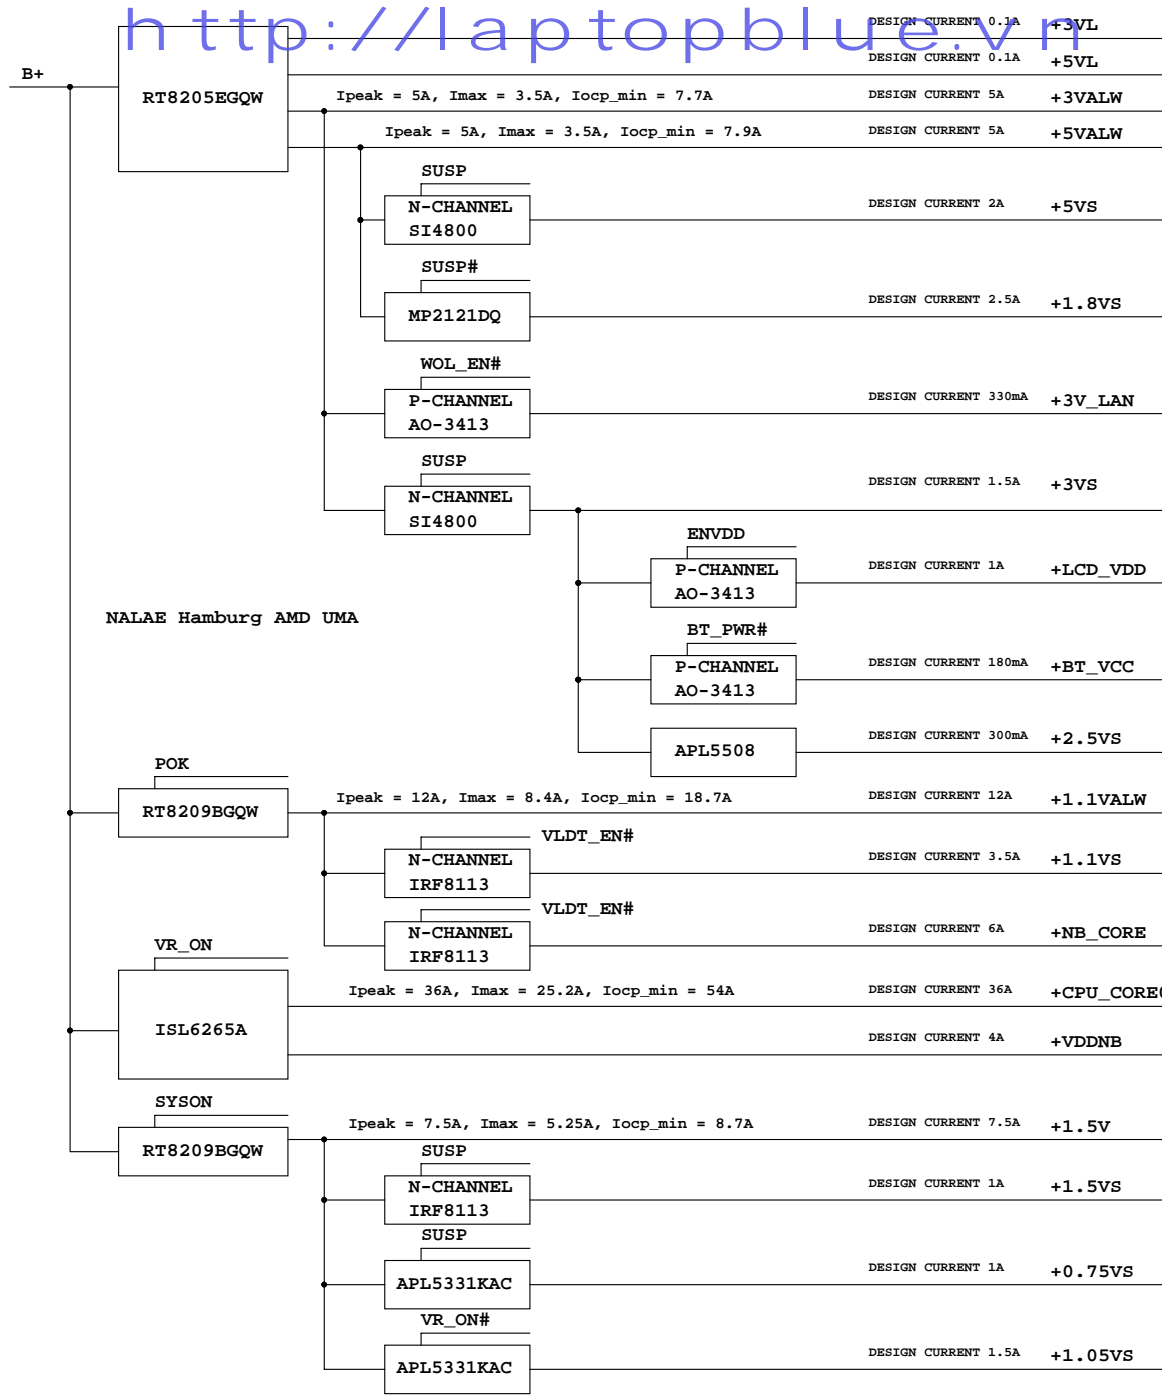 http://laptopblue.vn
DESIGN CURRENT 0.1A +3VL
DESIGN CURRENT 0.1A +5VL
B+
RT8205EGQW
Ipeak = 5A, Imax = 3.5A, Iocp_min = 7.7A DESIGN CURRENT 5A +3VALW
Ipeak = 5A, Imax = 3.5A, Iocp_min = 7.9A DESIGN CURRENT 5A +5VALW
SUSP
N-CHANNEL DESIGN CURRENT 2A +5VS
SI4800
SUSP#
MP2121DQ DESIGN CURRENT 2.5A +1.8VS
WOL_EN#
P-CHANNEL DESIGN CURRENT 330mA +3V_LAN
AO-3413
SUSP
N-CHANNEL DESIGN CURRENT 1.5A +3VS
SI4800
ENVDD
P-CHANNEL DESIGN CURRENT 1A +LCD_VDD
AO-3413
NALAE Hamburg AMD UMA
BT_PWR#
P-CHANNEL DESIGN CURRENT 180mA +BT_VCC
AO-3413
APL5508 DESIGN CURRENT 300mA +2.5VS
POK
RT8209BGQW Ipeak = 12A, Imax = 8.4A, Iocp_min = 18.7A DESIGN CURRENT 12A +1.1VALW
VLDT_EN#
N-CHANNEL DESIGN CURRENT 3.5A +1.1VS
IRF8113
VLDT_EN#
N-CHANNEL DESIGN CURRENT 6A +NB_CORE
IRF8113
VR_ON
ISL6265A
Ipeak = 36A, Imax = 25.2A, Iocp_min = 54A DESIGN CURRENT 36A +CPU_CORE
DESIGN CURRENT 4A +VDDNB
SYSON
RT8209BGQW Ipeak = 7.5A, Imax = 5.25A, Iocp_min = 8.7A DESIGN CURRENT 7.5A +1.5V
SUSP
N-CHANNEL DESIGN CURRENT 1A +1.5VS
IRF8113
SUSP
APL5331KAC DESIGN CURRENT 1A +0.75VS
VR_ON#
APL5331KAC DESIGN CURRENT 1.5A +1.05VS